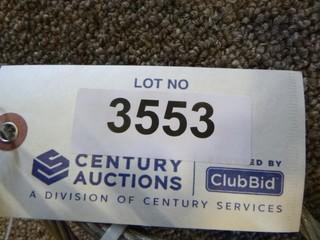 LOT NO
3553
CENTURY
AUCTIONS
ED BY
ClubBid
A DIVISION OF CENTURY SERVICES